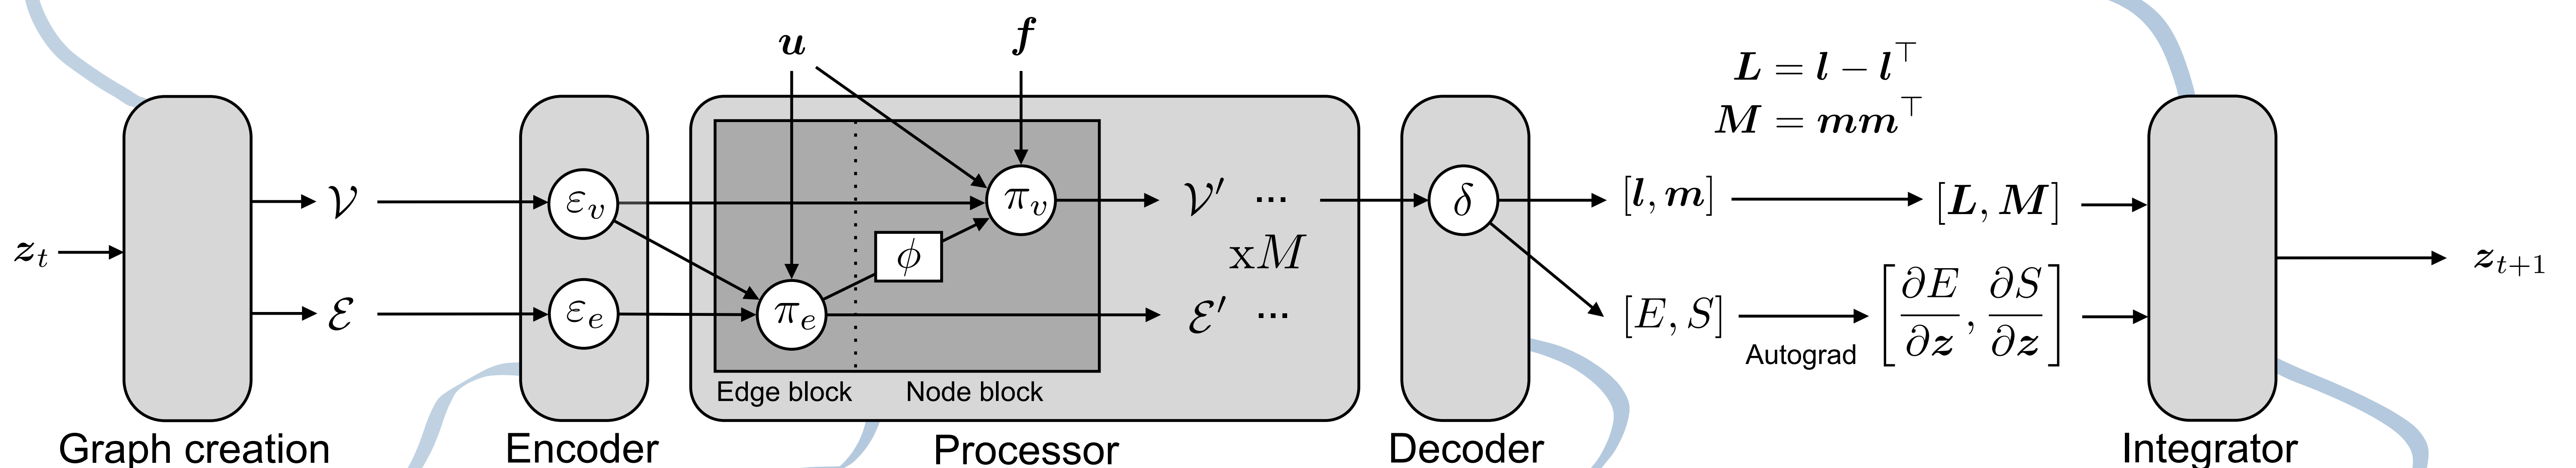 u
f
L = l − l⊤
M = mm⊤
z_t
𝒱
ε_v
π_v
𝒱′ ...
δ
[l, m]
[L, M]
ϕ
xM
z_{t+1}
ℰ
ε_e
π_e
ℰ′ ...
[E, S]
Autograd
[∂E/∂z, ∂S/∂z]
Edge block
Node block
Graph creation
Encoder
Processor
Decoder
Integrator